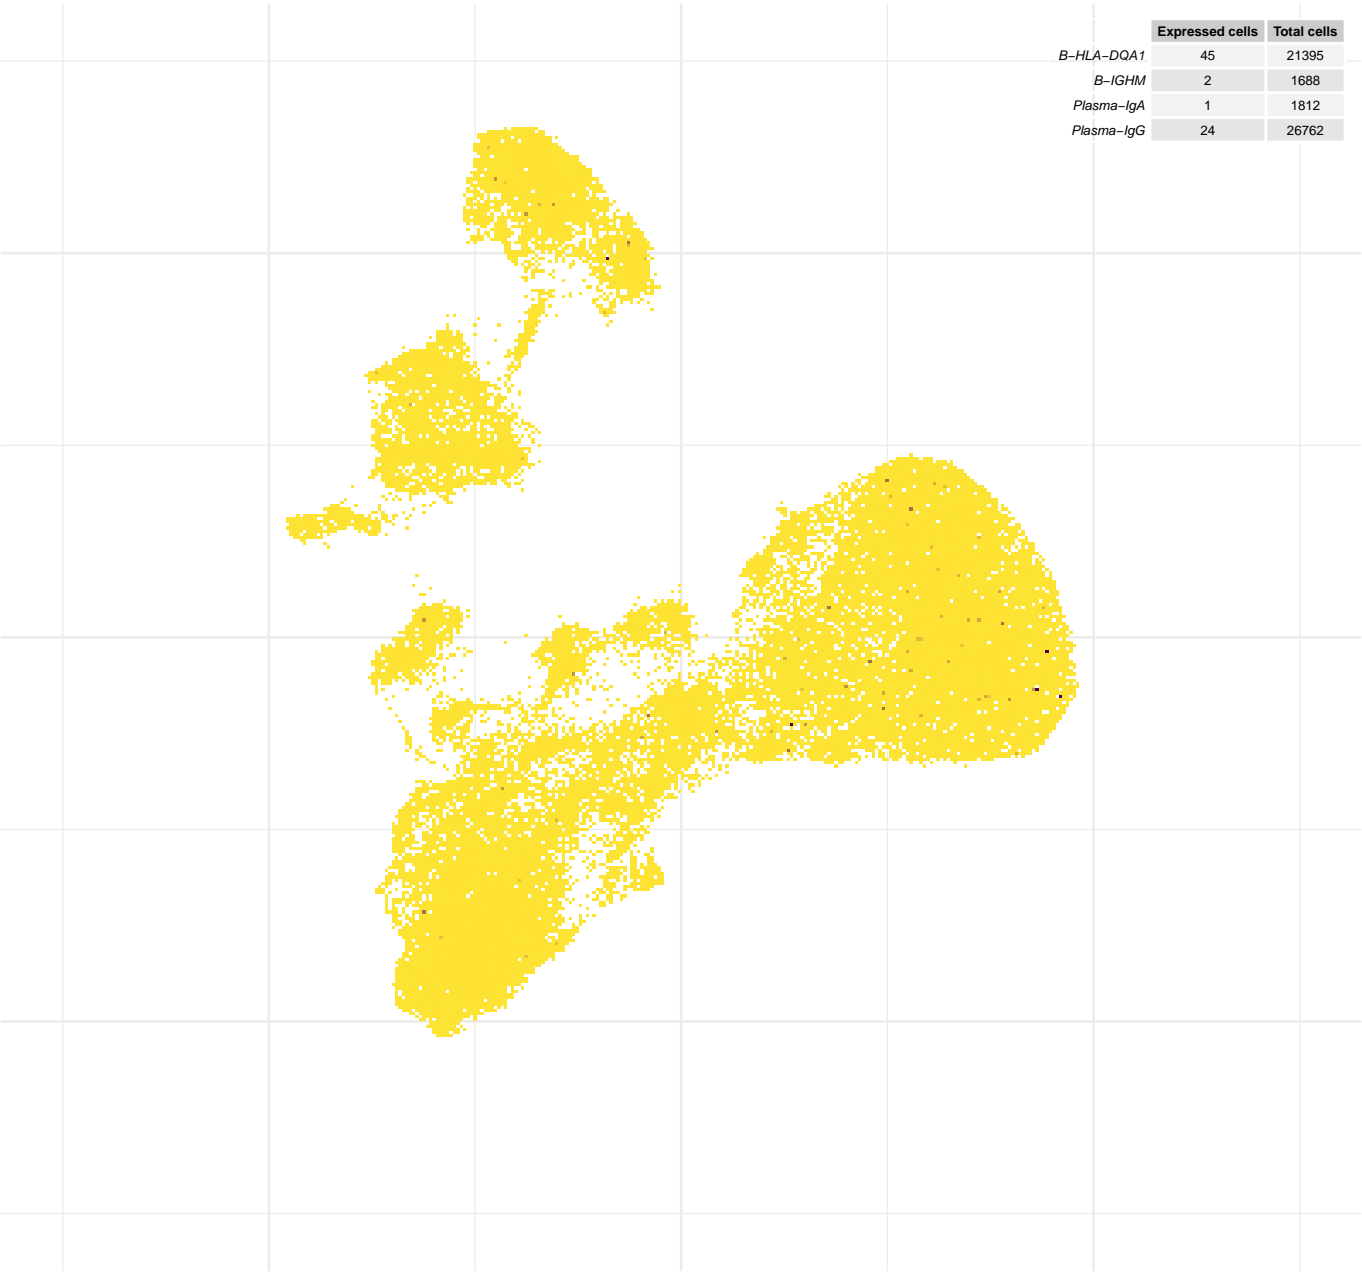 Expressed cells Total cells
B−HLA−DQA1 45 21395
B−IGHM 2 1688
Plasma−IgA 1 1812
Plasma−IgG 24 26762